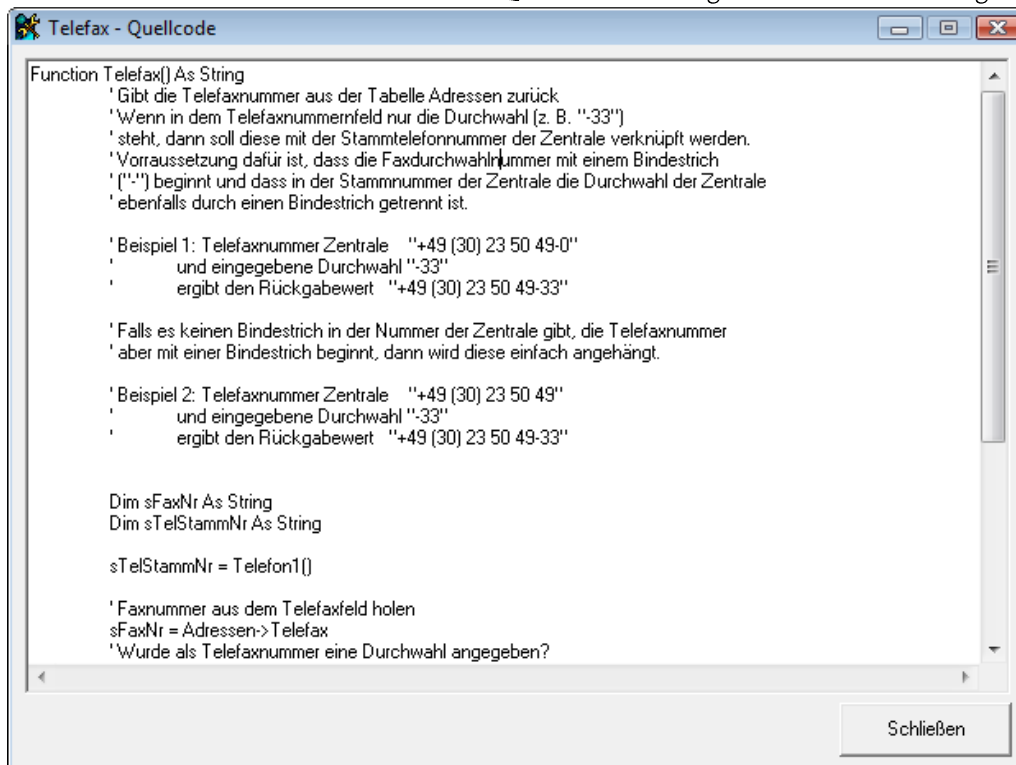 Telefax - Quellcode
Function Telefax() As String
' Gibt die Telefaxnummer aus der Tabelle Adressen zurück
' Wenn in dem Telefaxnummernfeld nur die Durchwahl (z. B. "-33")
' steht, dann soll diese mit der Stammtelefonnummer der Zentrale verknüpft werden.
' Vorraussetzung dafür ist, dass die Faxdurchwahlnummer mit einem Bindestrich
' ("-") beginnt und dass in der Stammnummer der Zentrale die Durchwahl der Zentrale
' ebenfalls durch einen Bindestrich getrennt ist.
' Beispiel 1: Telefaxnummer Zentrale "+49 (30) 23 50 49-0"
' und eingegebene Durchwahl "-33"
' ergibt den Rückgabewert "+49 (30) 23 50 49-33"
' Falls es keinen Bindestrich in der Nummer der Zentrale gibt, die Telefaxnummer
' aber mit einer Bindestrich beginnt, dann wird diese einfach angehängt.
' Beispiel 2: Telefaxnummer Zentrale "+49 (30) 23 50 49"
' und eingegebene Durchwahl "-33"
' ergibt den Rückgabewert "+49 (30) 23 50 49-33"
Dim sFaxNr As String
Dim sTelStammNr As String
sTelStammNr = Telefon1()
' Faxnummer aus dem Telefaxfeld holen
sFaxNr = Adressen->Telefax
' Wurde als Telefaxnummer eine Durchwahl angegeben?
Schließen